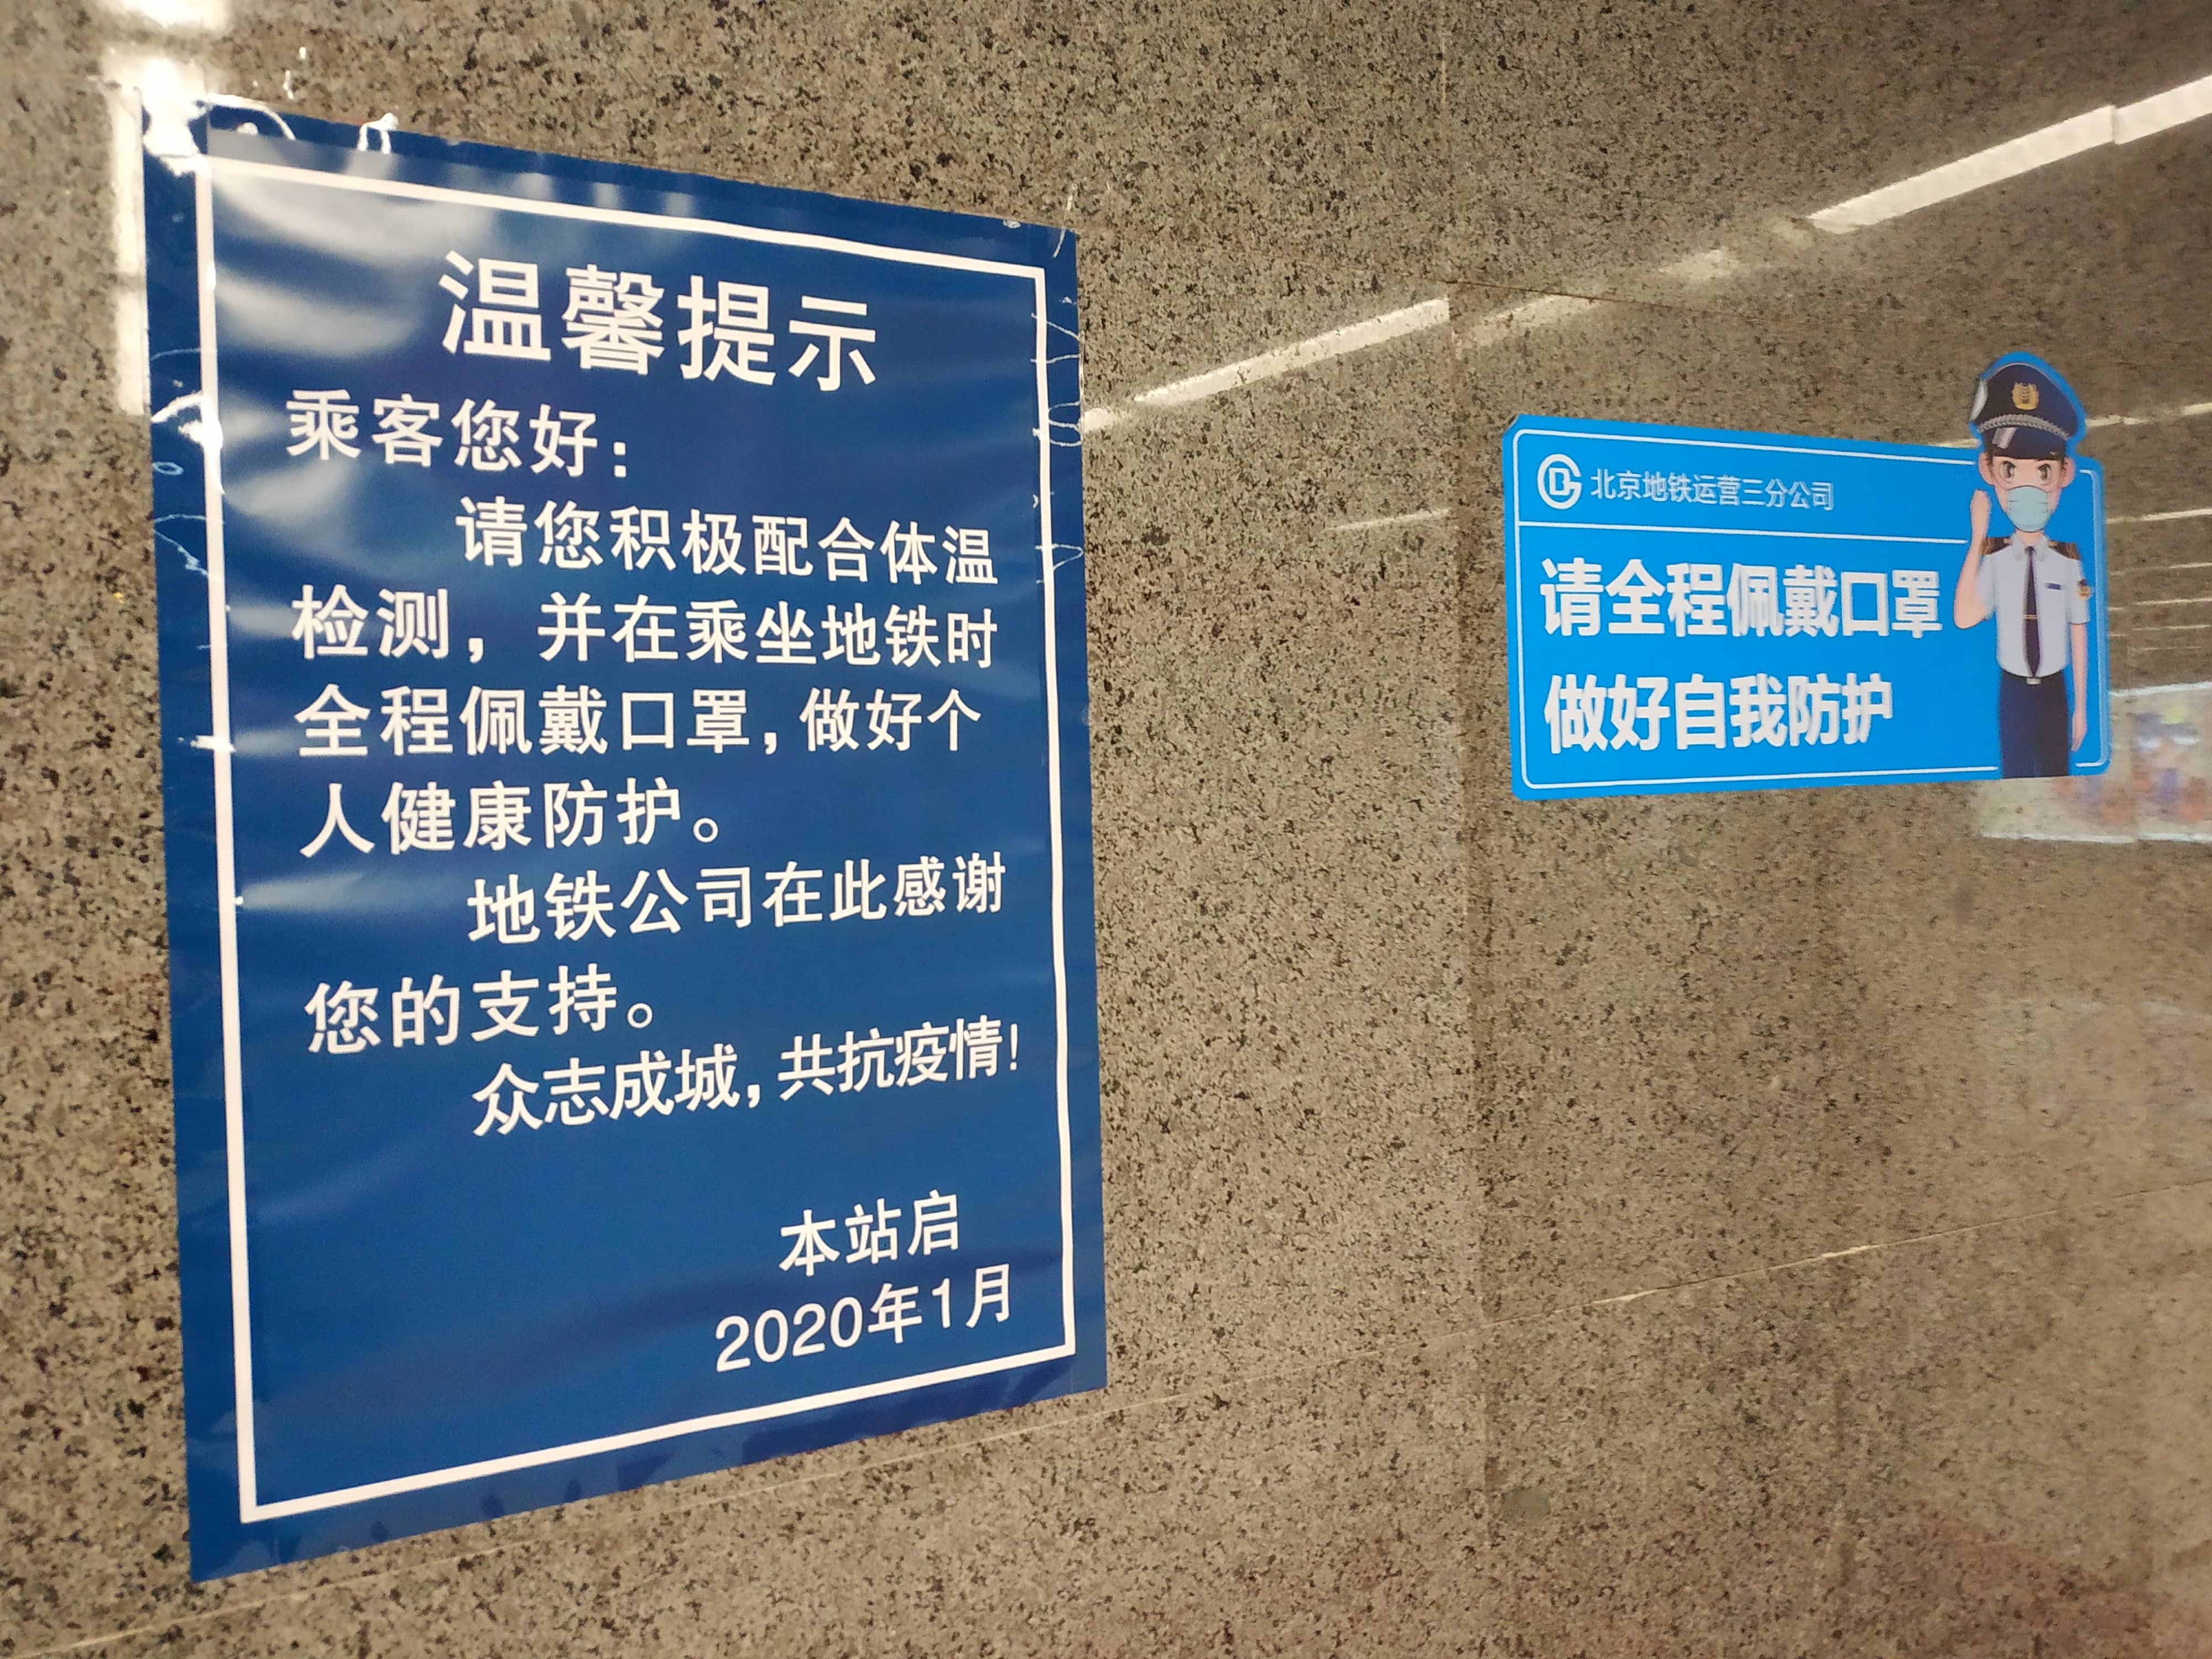 温馨提示
乘客您好：
请您积极配合体温
检测，并在乘坐地铁时
全程佩戴口罩，做好个
人健康防护。
地铁公司在此感谢
您的支持。
众志成城，共抗疫情！
本站启
2020年1月
北京地铁运营三分公司
请全程佩戴口罩
做好自我防护